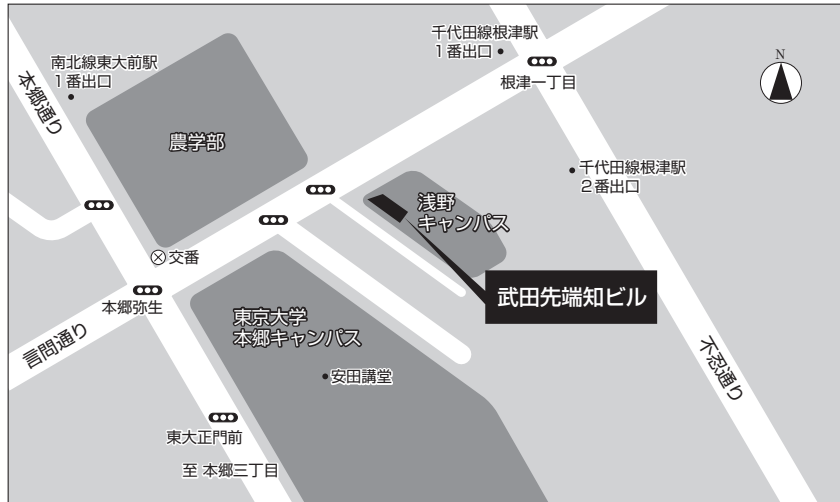 千代田線根津駅
1番出口
N
南北線東大前駅
1番出口
根津一丁目
本郷通り
農学部
千代田線根津駅
2番出口
浅野
キャンパス
交番
武田先端知ビル
本郷弥生
東京大学
本郷キャンパス
言問通り
安田講堂
不忍通り
東大正門前
至 本郷三丁目